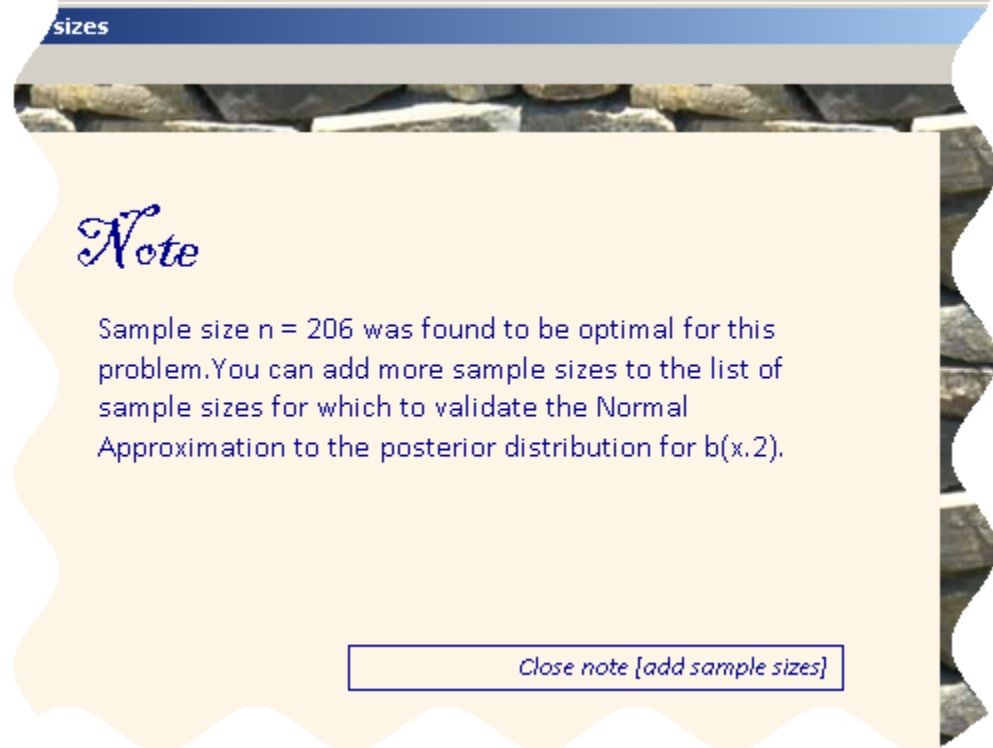 sizes
Note
Sample size n = 206 was found to be optimal for this
problem.You can add more sample sizes to the list of
sample sizes for which to validate the Normal
Approximation to the posterior distribution for b(x.2).
Close note [add sample sizes]